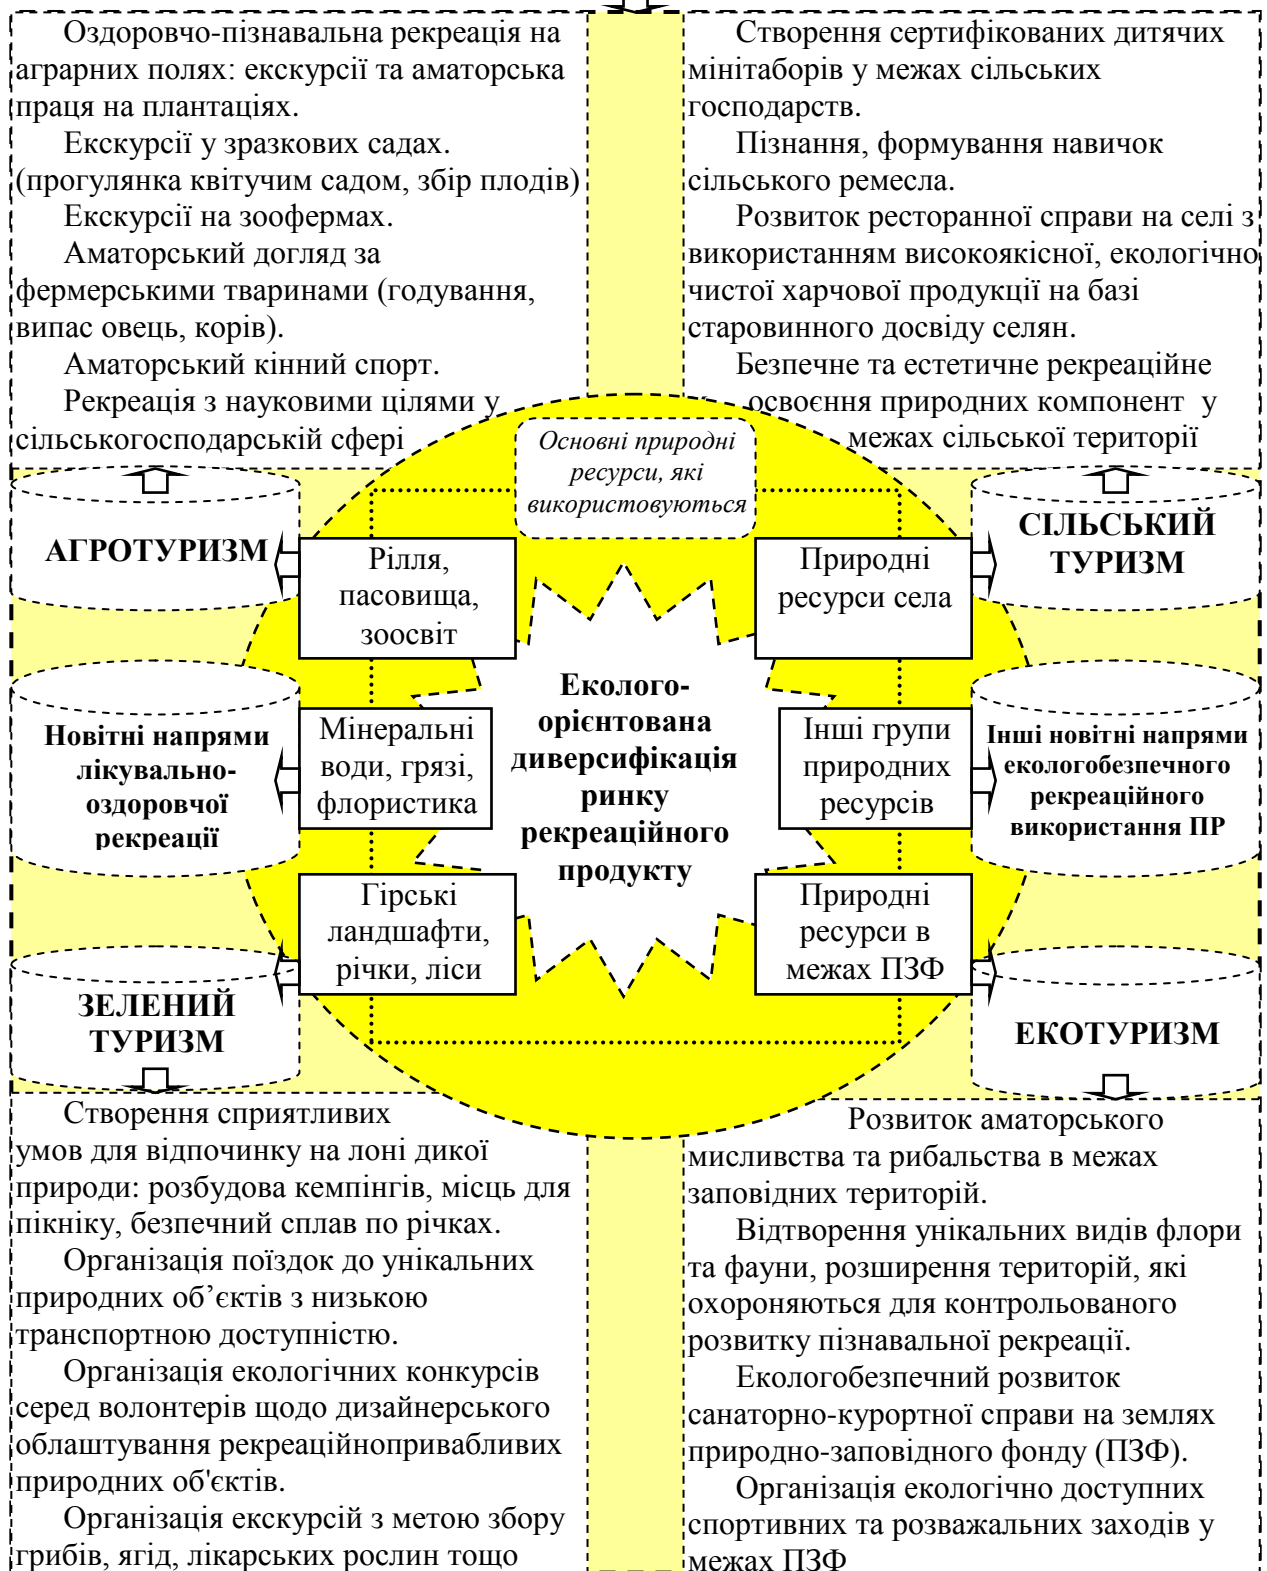 Оздоровчо-пізнавальна рекреація на
аграрних полях: екскурсії та аматорська
праця на плантаціях.
Екскурсії у зразкових садах.
(прогулянка квітучим садом, збір плодів)
Екскурсії на зоофермах.
Аматорський догляд за
фермерськими тваринами (годування,
випас овець, корів).
Аматорський кінний спорт.
Рекреація з науковими цілями у
сільськогосподарській сфері
Створення сертифікованих дитячих
мінітаборів у межах сільських
господарств.
Пізнання, формування навичок
сільського ремесла.
Розвиток ресторанної справи на селі з
використанням високоякісної, екологічно
чистої харчової продукції на базі
старовинного досвіду селян.
Безпечне та естетичне рекреаційне
освоєння природних компонент у
межах сільської території
Основні природні
ресурси, які
використовуються
АГРОТУРИЗМ
Рілля,
пасовища,
зоосвіт
Природні
ресурси села
СІЛЬСЬКИЙ
ТУРИЗМ
Новітні напрями
лікувально-
оздоровчої
рекреації
Мінеральні
води, грязі,
флористика
Еколого-
орієнтована
диверсифікація
ринку
рекреаційного
продукту
Інші групи
природних
ресурсів
Інші новітні напрями
екологобезпечного
рекреаційного
використання ПР
ЗЕЛЕНИЙ
ТУРИЗМ
Гірські
ландшафти,
річки, ліси
Природні
ресурси в
межах ПЗФ
ЕКОТУРИЗМ
Створення сприятливих
умов для відпочинку на лоні дикої
природи: розбудова кемпінгів, місць для
пікніку, безпечний сплав по річках.
Організація поїздок до унікальних
природних об’єктів з низькою
транспортною доступністю.
Організація екологічних конкурсів
серед волонтерів щодо дизайнерського
облаштування рекреаційнопривабливих
природних об'єктів.
Організація екскурсій з метою збору
грибів, ягід, лікарських рослин тощо
Розвиток аматорського
мисливства та рибальства в межах
заповідних територій.
Відтворення унікальних видів флори
та фауни, розширення територій, які
охороняються для контрольованого
розвитку пізнавальної рекреації.
Екологобезпечний розвиток
санаторно-курортної справи на землях
природно-заповідного фонду (ПЗФ).
Організація екологічно доступних
спортивних та розважальних заходів у
межах ПЗФ